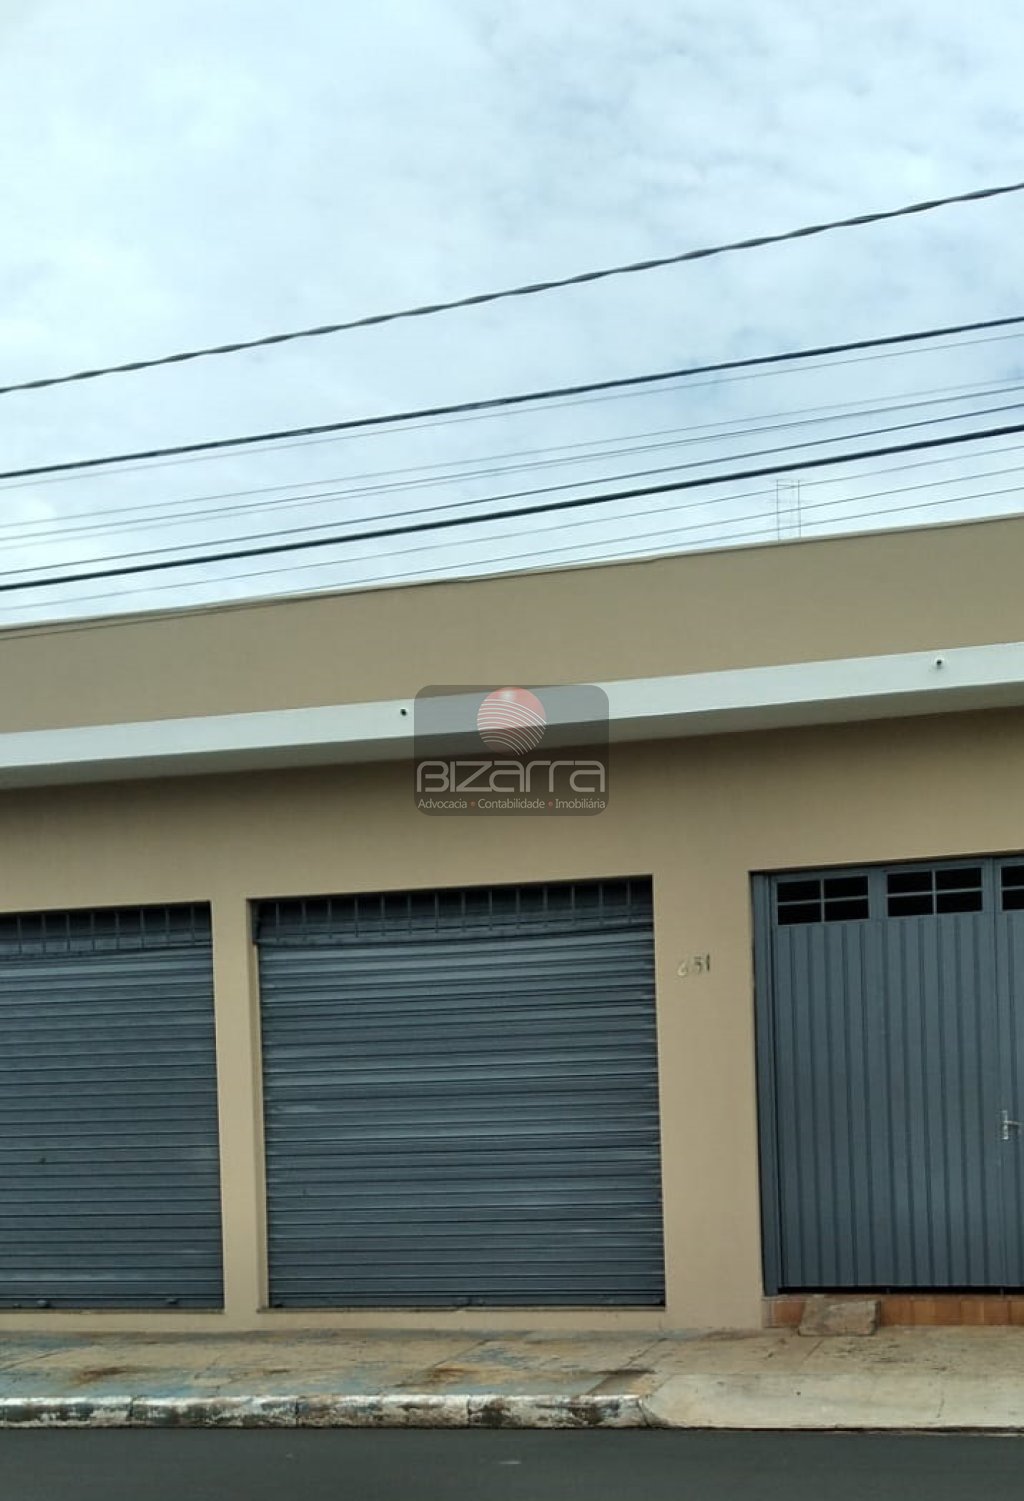 BIZArrA
Advocacia • Contabilidade • Imobiliária